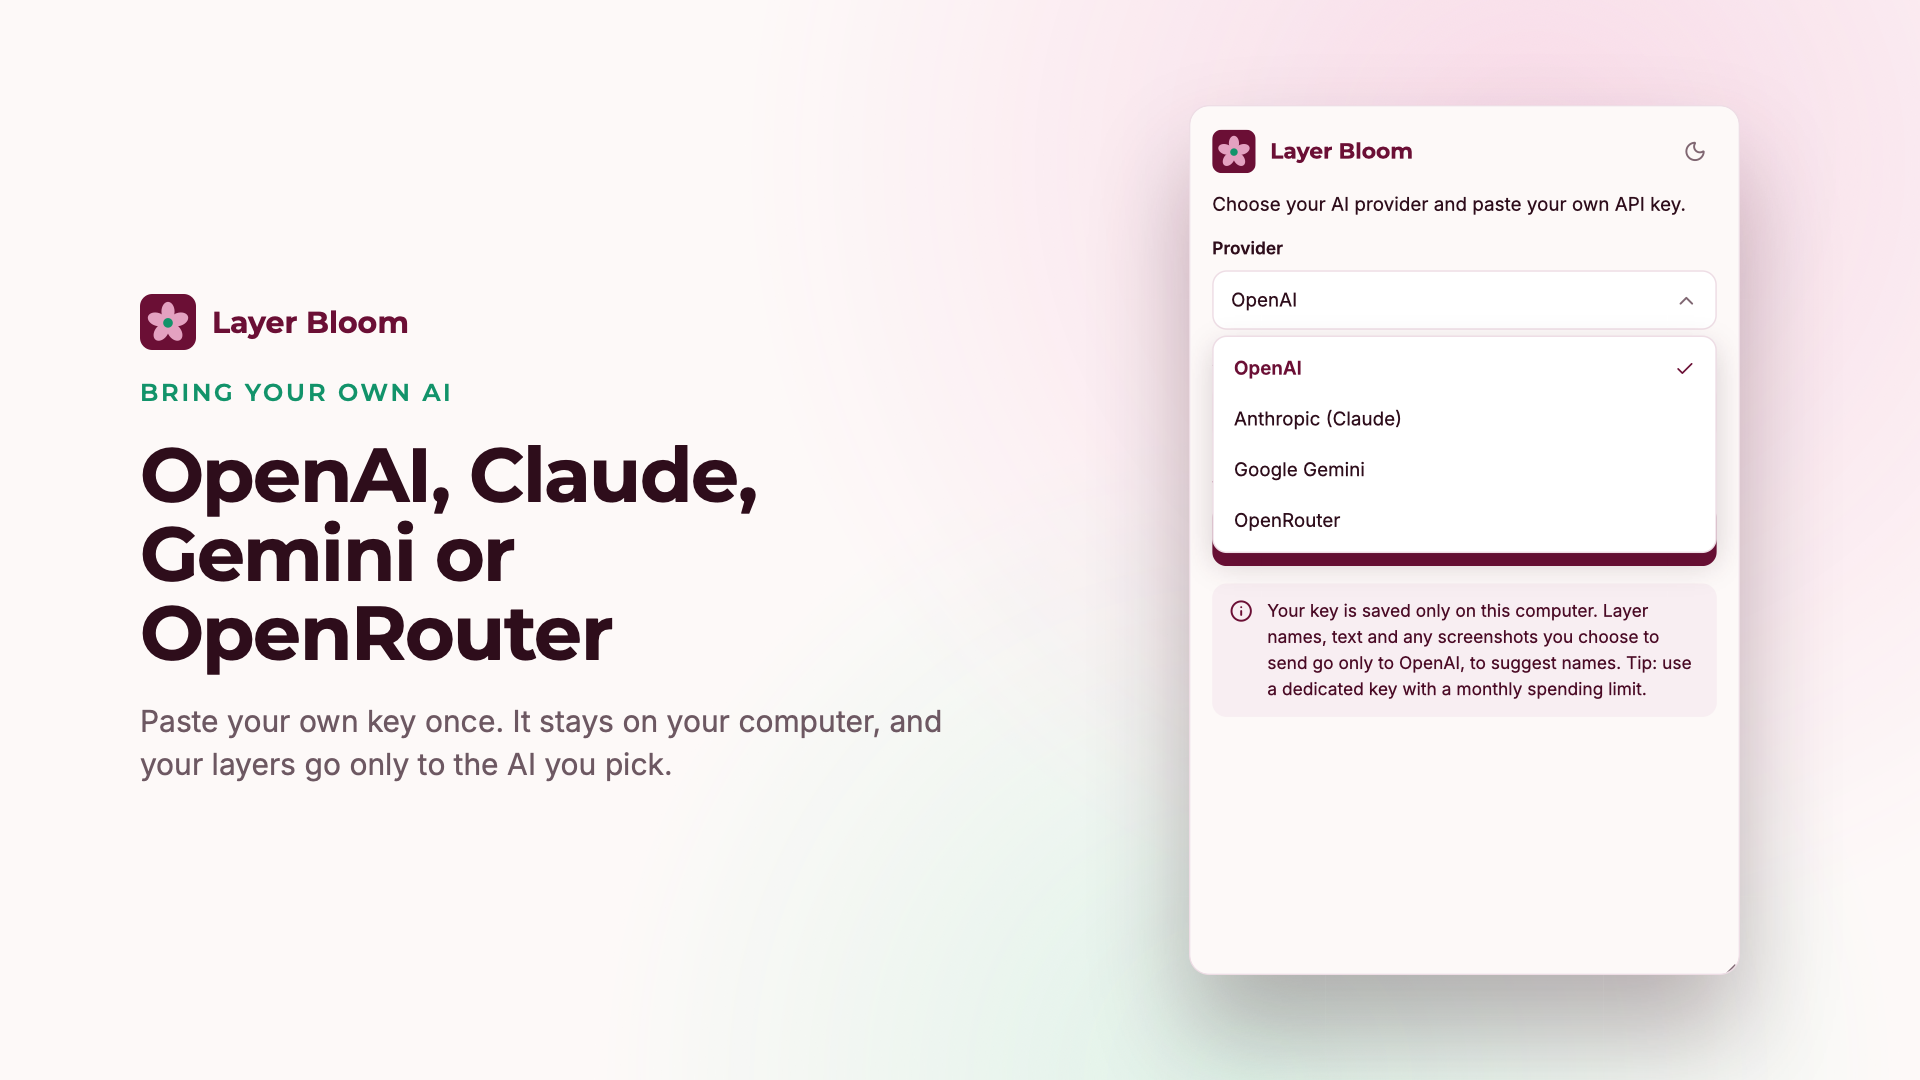 Layer Bloom
BRING YOUR OWN AI
OpenAI, Claude,
Gemini or
OpenRouter
Paste your own key once. It stays on your computer, and
your layers go only to the AI you pick.
Layer Bloom
Choose your AI provider and paste your own API key.
Provider
OpenAI
OpenAI
Anthropic (Claude)
Google Gemini
OpenRouter
Your key is saved only on this computer. Layer
names, text and any screenshots you choose to
send go only to OpenAI, to suggest names. Tip: use
a dedicated key with a monthly spending limit.